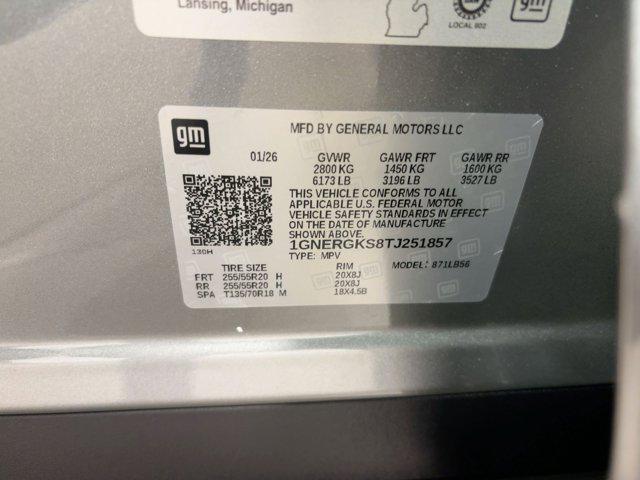 Lansing, Michigan
LOCAL 602
gm
gm
MFD BY GENERAL MOTORS LLC
01/26 GVWR GAWR FRT GAWR RR
2800 KG 1450 KG 1600 KG
6173 LB 3196 LB 3527 LB
THIS VEHICLE CONFORMS TO ALL
APPLICABLE U.S. FEDERAL MOTOR
VEHICLE SAFETY STANDARDS IN EFFECT
ON THE DATE OF MANUFACTURE
SHOWN ABOVE.
130H
1GNERGKS8TJ251857
TYPE: MPV MODEL: 871LB56
TIRE SIZE RIM
FRT 255/55R20 H 20X8J
RR 255/55R20 H 20X8J
SPA T135/70R18 M 18X4.5B